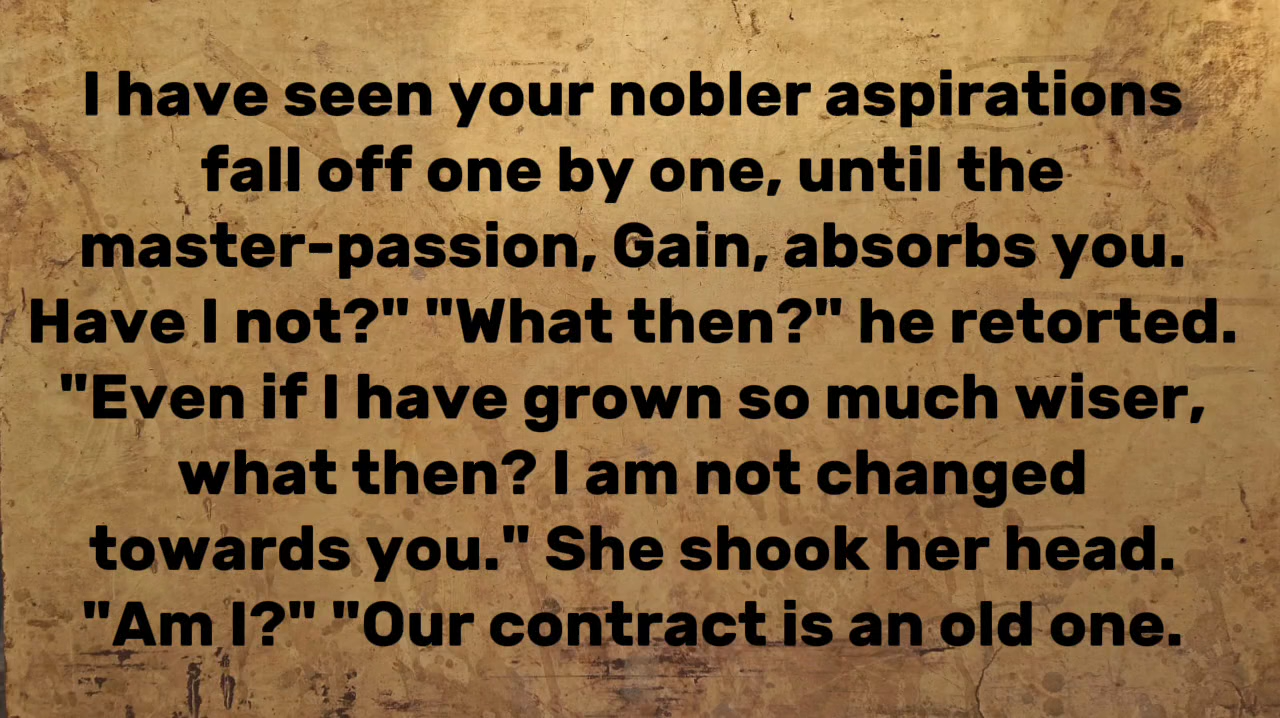 I have seen your nobler aspirations
fall off one by one, until the
master-passion, Gain, absorbs you.
Have I not?" "What then?" he retorted.
"Even if I have grown so much wiser,
what then? I am not changed
towards you." She shook her head.
"Am I?" "Our contract is an old one.